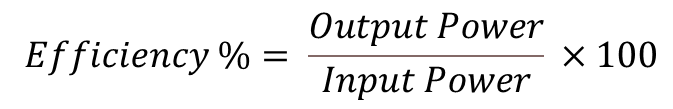 Efficiency % = Output Power / Input Power × 100